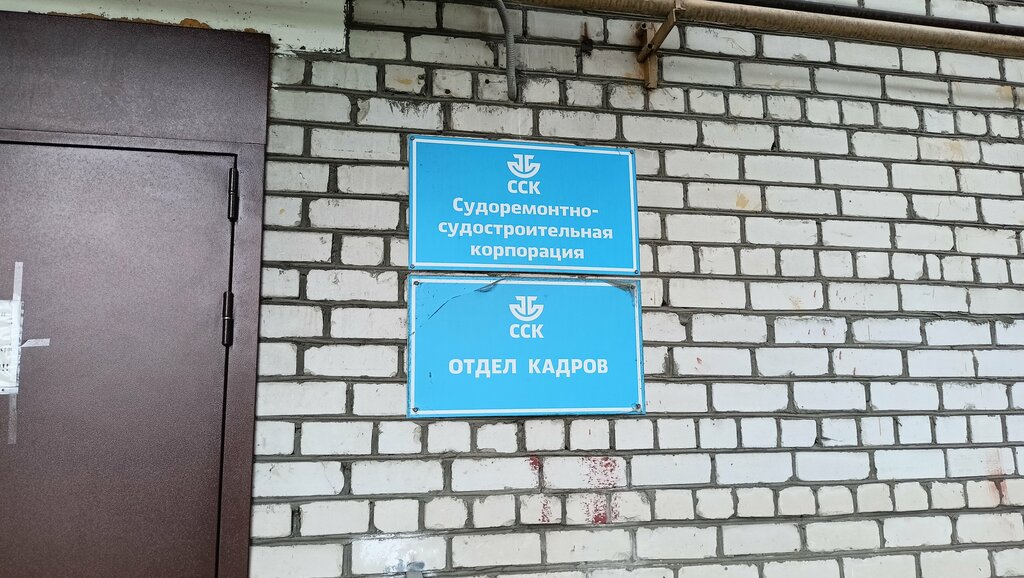 ССК
Судоремонтно-
судостроительная
корпорация
ССК
ОТДЕЛ КАДРОВ